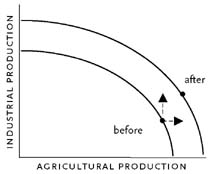 INDUSTRIAL PRODUCTION
after
before
AGRICULTURAL PRODUCTION